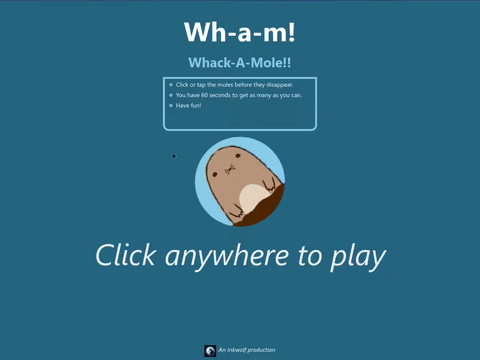 Wh-a-m!
Whack-A-Mole!!
Click or tap the moles before they disappear.
You have 60 seconds to get as many as you can.
Have fun!
Click anywhere to play
An Inkwolf production